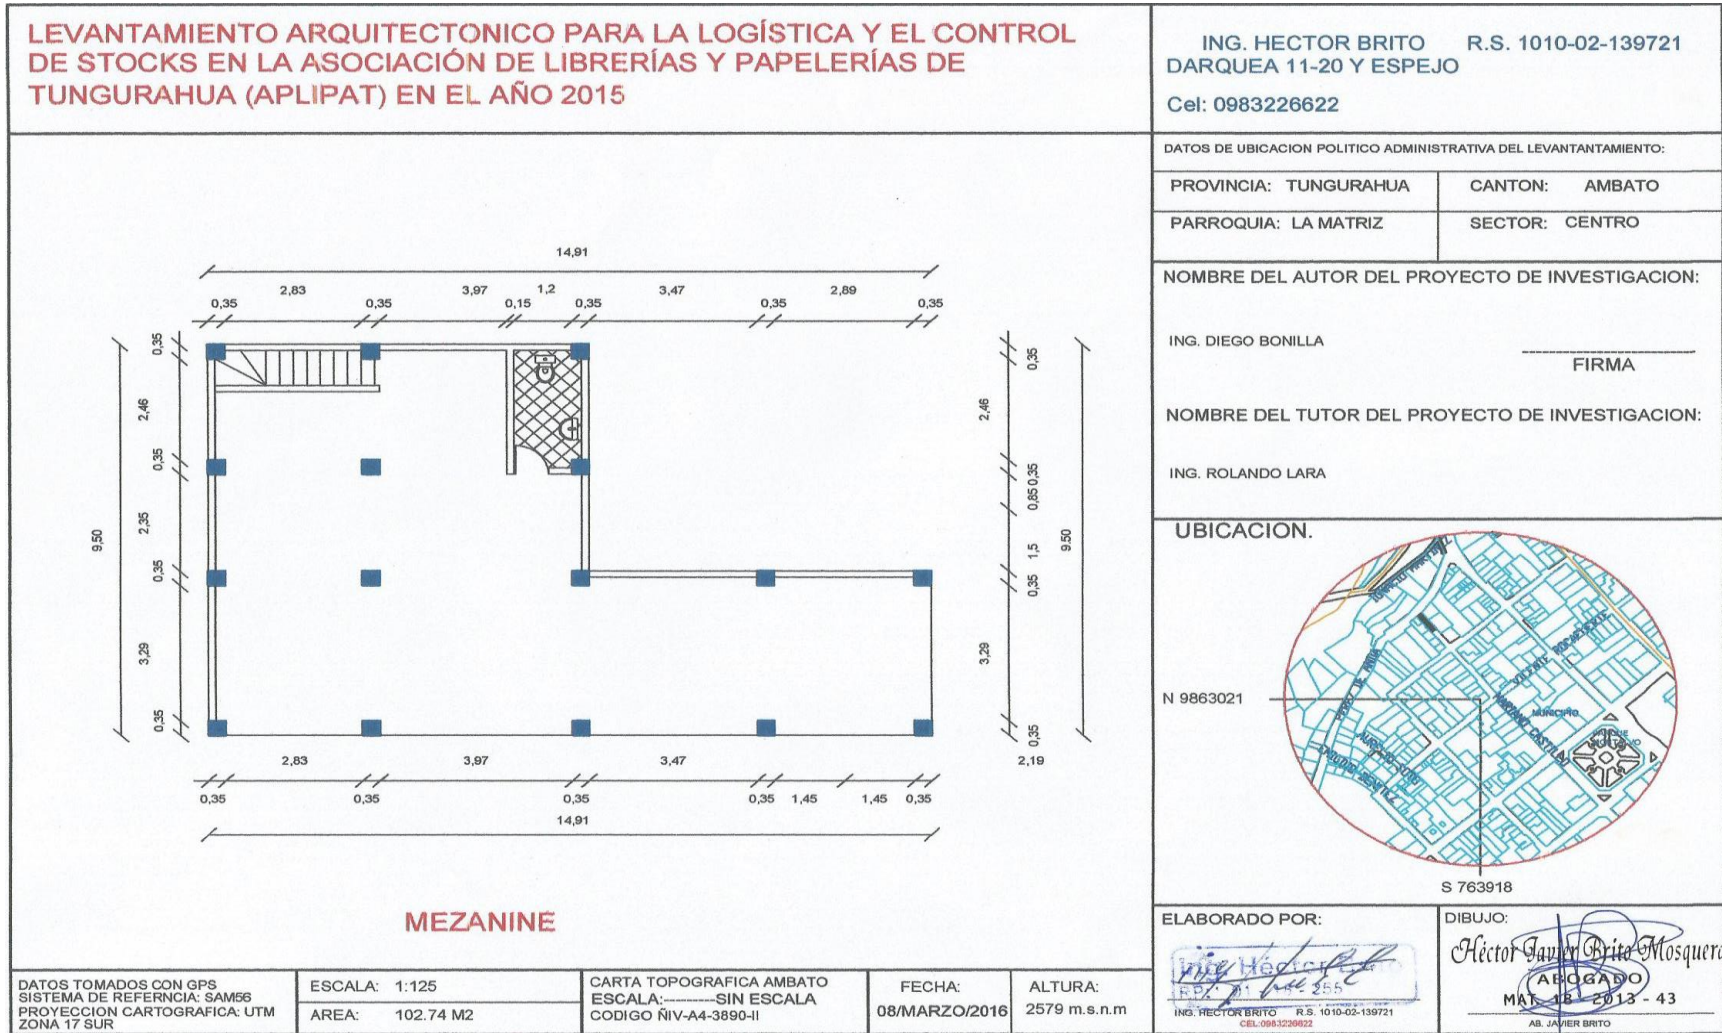 LEVANTAMIENTO ARQUITECTONICO PARA LA LOGÍSTICA Y EL CONTROL
DE STOCKS EN LA ASOCIACIÓN DE LIBRERÍAS Y PAPELERÍAS DE
TUNGURAHUA (APLIPAT) EN EL AÑO 2015
ING. HECTOR BRITO R.S. 1010-02-139721
DARQUEA 11-20 Y ESPEJO
Cel: 0983226622
DATOS DE UBICACION POLITICO ADMINISTRATIVA DEL LEVANTANTAMIENTO:
PROVINCIA: TUNGURAHUA
CANTON: AMBATO
PARROQUIA: LA MATRIZ
SECTOR: CENTRO
NOMBRE DEL AUTOR DEL PROYECTO DE INVESTIGACION:
ING. DIEGO BONILLA
FIRMA
NOMBRE DEL TUTOR DEL PROYECTO DE INVESTIGACION:
ING. ROLANDO LARA
UBICACION.
N 9863021
VICENTE ROCAFUERTE
MUNICIPIO
S 763918
14,91
2,83 3,97 1,2 3,47 2,89
0,35 0,35 0,15 0,35 0,35 0,35
0,35
2,46
0,35
2,35
0,35
3,29
0,35
9,50
0,35
2,46
0,35
0,85
1,5
0,35
3,29
0,35
9.50
2,19
2,83 3,97 3,47
0,35 0,35 0,35 0,35 1,45 1,45 0,35
14,91
MEZANINE
DATOS TOMADOS CON GPS
SISTEMA DE REFERNCIA: SAM56
PROYECCION CARTOGRAFICA: UTM
ZONA 17 SUR
ESCALA: 1:125
AREA: 102.74 M2
CARTA TOPOGRAFICA AMBATO
ESCALA:---------SIN ESCALA
CODIGO ÑIV-A4-3890-II
FECHA:
08/MARZO/2016
ALTURA:
2579 m.s.n.m
ELABORADO POR:
Ing. Héctor Brito
ING. HECTOR BRITO R.S. 1010-02-139721
CEL:0983226622
DIBUJO:
Héctor Javier Brito Mosquera
ABOGADO
MAT. 18 - 2013 - 43
AB. JAVIER BRITO